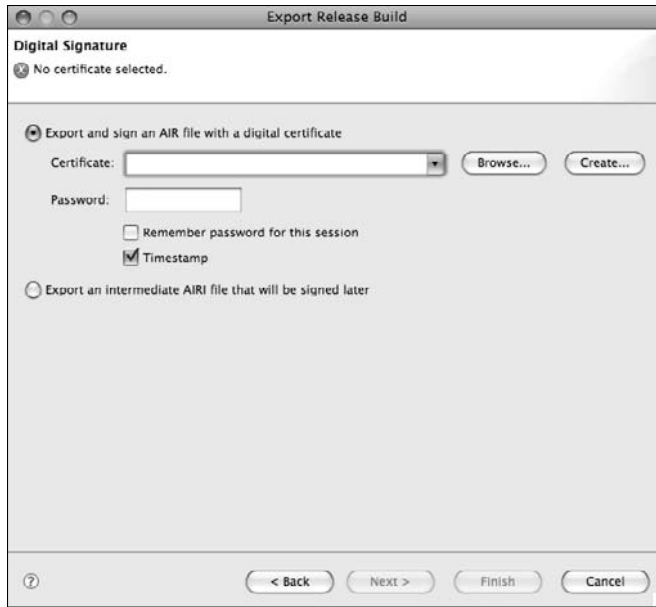 Export Release Build
Digital Signature
No certificate selected.
Export and sign an AIR file with a digital certificate
Certificate: Browse... Create...
Password:
Remember password for this session
Timestamp
Export an intermediate AIRI file that will be signed later
? < Back Next > Finish Cancel